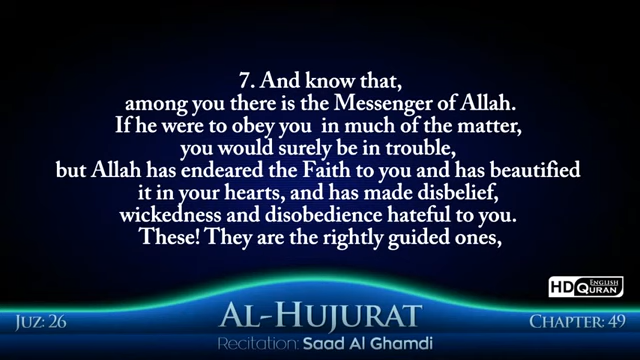 7. And know that,
among you there is the Messenger of Allah.
If he were to obey you in much of the matter,
you would surely be in trouble,
but Allah has endeared the Faith to you and has beautified
it in your hearts, and has made disbelief,
wickedness and disobedience hateful to you.
These! They are the rightly guided ones,
HD ENGLISH QURAN
Juz: 26
Al-Hujurat
Chapter: 49
Recitation: Saad Al Ghamdi